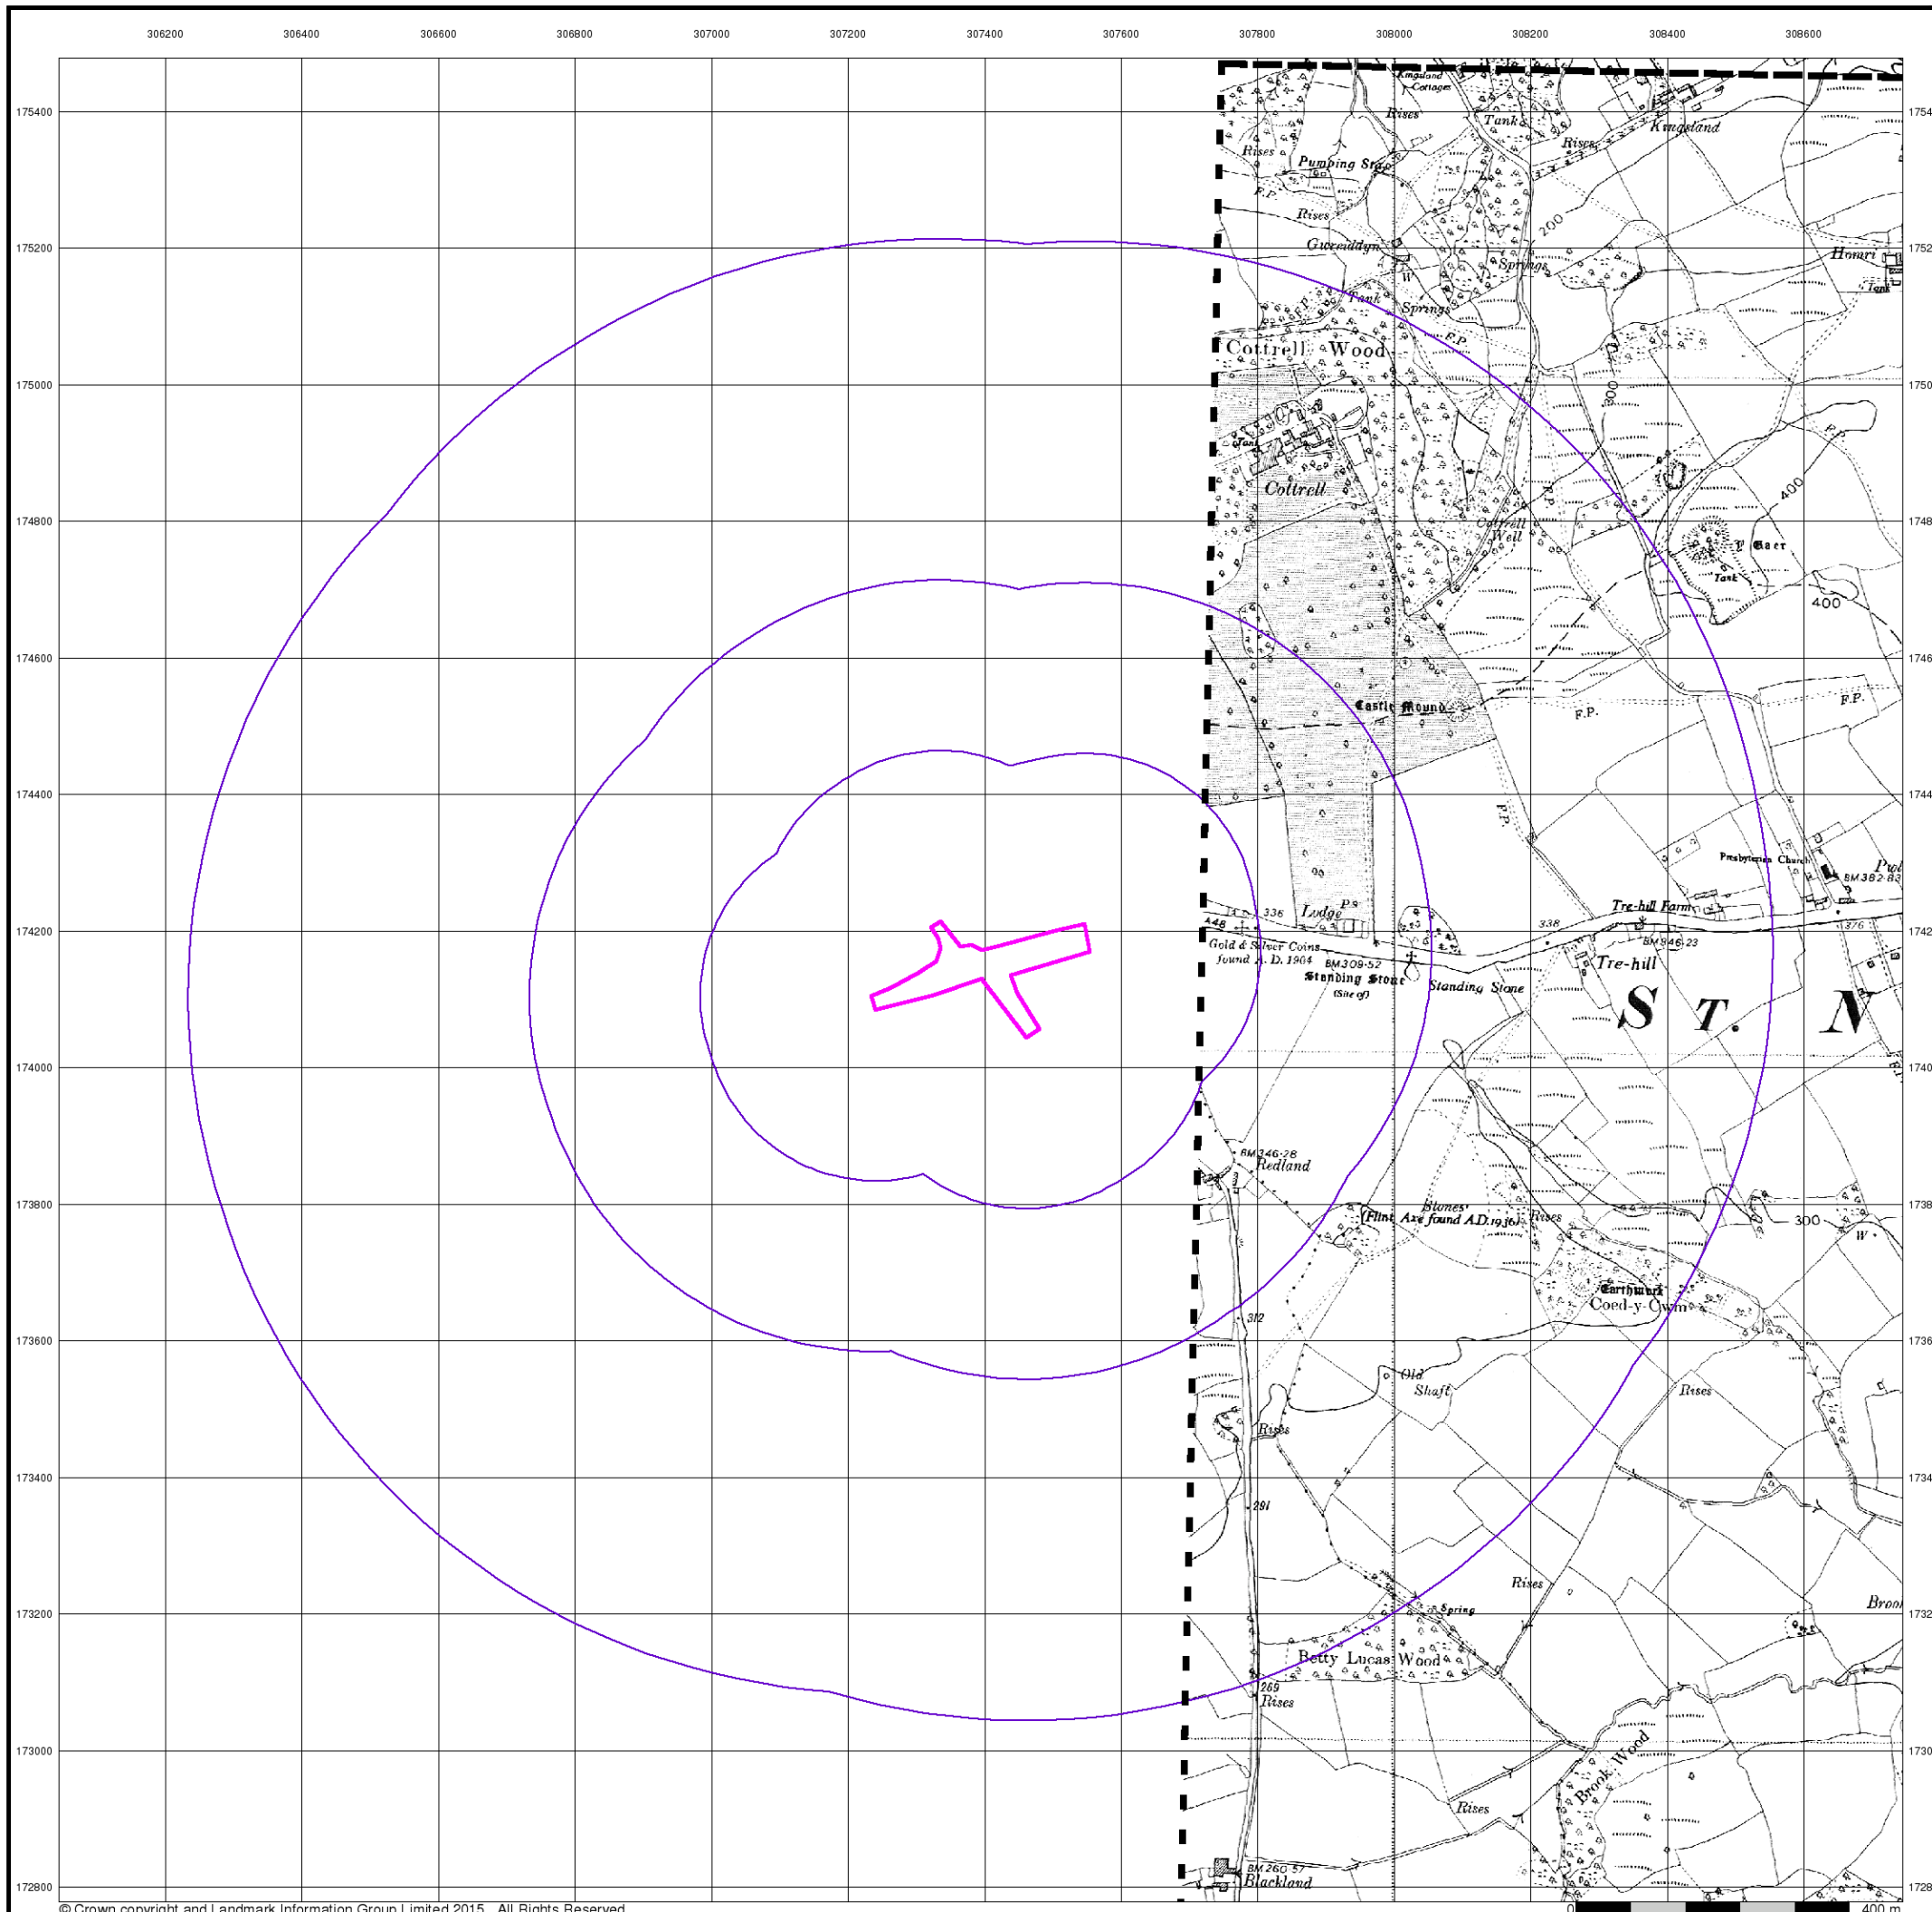 306200 306400 306600 306800 307000 307200 307400 307600 307800 308000 308200 308400 308600
175400
175200
175000
174800
174600
174400
174200
174000
173800
173600
173400
173200
173000
172800
Kingsland
Cottages
Rises
Tank
Kingsland
Rises
Rises
Pumping Sta.
F.P.
Rises
200
Gwreiddyn
W
Springs
Homri
Tank
Tank
Springs
F.P.
F.P.
Cottrell Wood
300
F.P.
Tank
Cottrell
F.P.
400
Cottrell
Well
Y Gaer
Tank
400
Castle Mound
F.P.
F.P.
F.P.
Presbyterian Church
BM 382·83
A48
336
Lodge
P.s
338
Tre-hill Farm
376
Gold & Silver Coins
found A.D. 1904
BM 309·52
BM 346·23
Tre-hill
Standing Stone
(Site of)
Standing Stone
ST. N
BM 346·28
Redland
Stones
(Flint Axe found A.D. 1936)
Rises
300
W
Earthwork
Coed-y-Cwm
312
Old
Shaft
Rises
Rises
291
Rises
Spring
Broo
Betty Lucas Wood
269
Rises
Brook Wood
Rises
BM 260·57
Blackland
© Crown copyright and Landmark Information Group Limited 2015. All Rights Reserved.
0 400 m